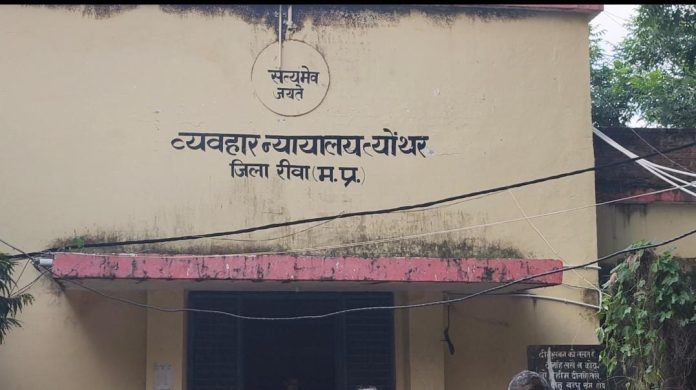 सत्यमेव
जयते
व्यवहार न्यायालय त्योंथर
जिला रीवा (म.प्र.)